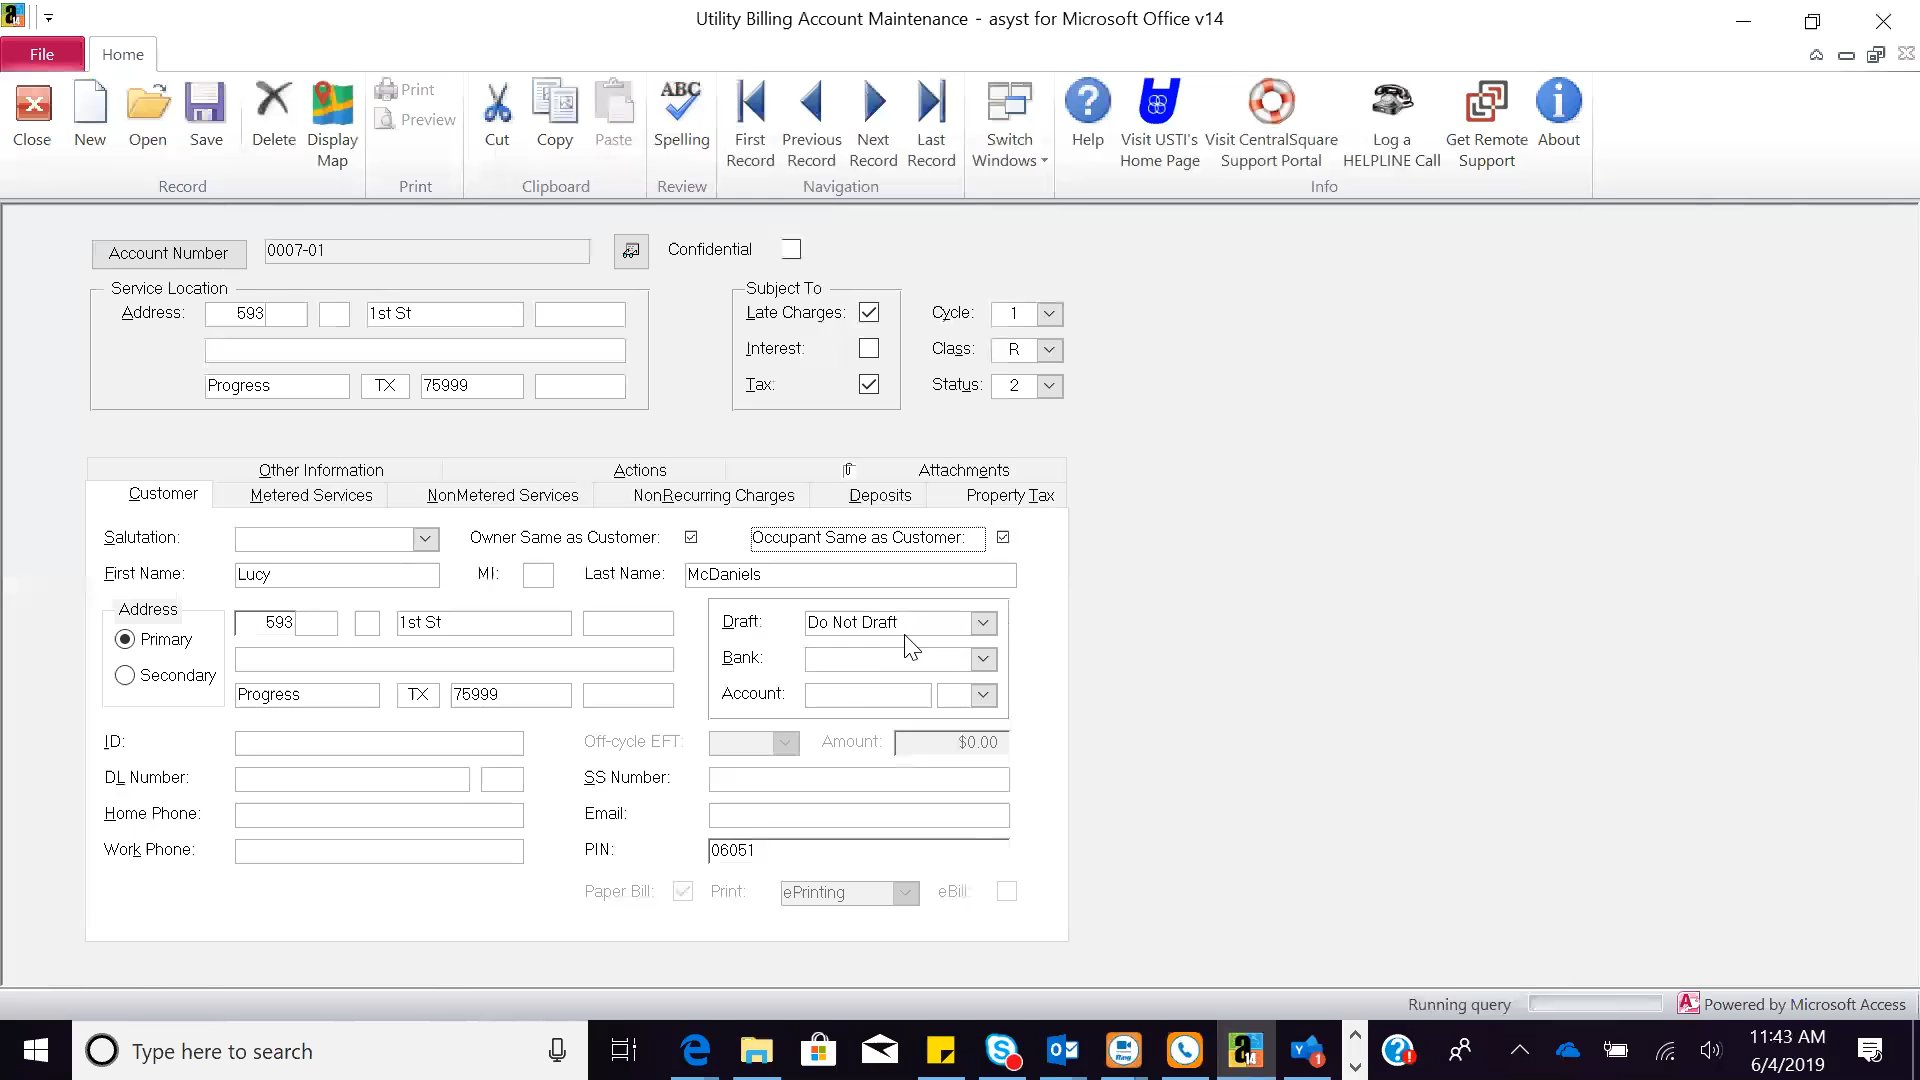 Utility Billing Account Maintenance - asyst for Microsoft Office v14
File Home
Close New Open Save Delete Display Map
Print
Preview
Cut Copy Paste Spelling
First Record Previous Record Next Record Last Record
Switch Windows
Help Visit USTI's Home Page Visit CentralSquare Support Portal Log a HELPLINE Call Get Remote Support About
Record Print Clipboard Review Navigation Info
Account Number 0007-01 Confidential
Service Location
Address: 593 1st St
Progress TX 75999
Subject To
Late Charges:
Interest:
Tax:
Cycle: 1
Class: R
Status: 2
Other Information Actions Attachments
Customer Metered Services NonMetered Services NonRecurring Charges Deposits Property Tax
Salutation: Owner Same as Customer: Occupant Same as Customer:
First Name: Lucy MI: Last Name: McDaniels
Address
Primary
Secondary
593 1st St
Progress TX 75999
Draft: Do Not Draft
Bank:
Account:
ID: Off-cycle EFT: Amount: $0.00
DL Number: SS Number:
Home Phone: Email:
Work Phone: PIN: 06051
Paper Bill: Print: ePrinting eBill:
Running query Powered by Microsoft Access
Type here to search
11:43 AM
6/4/2019